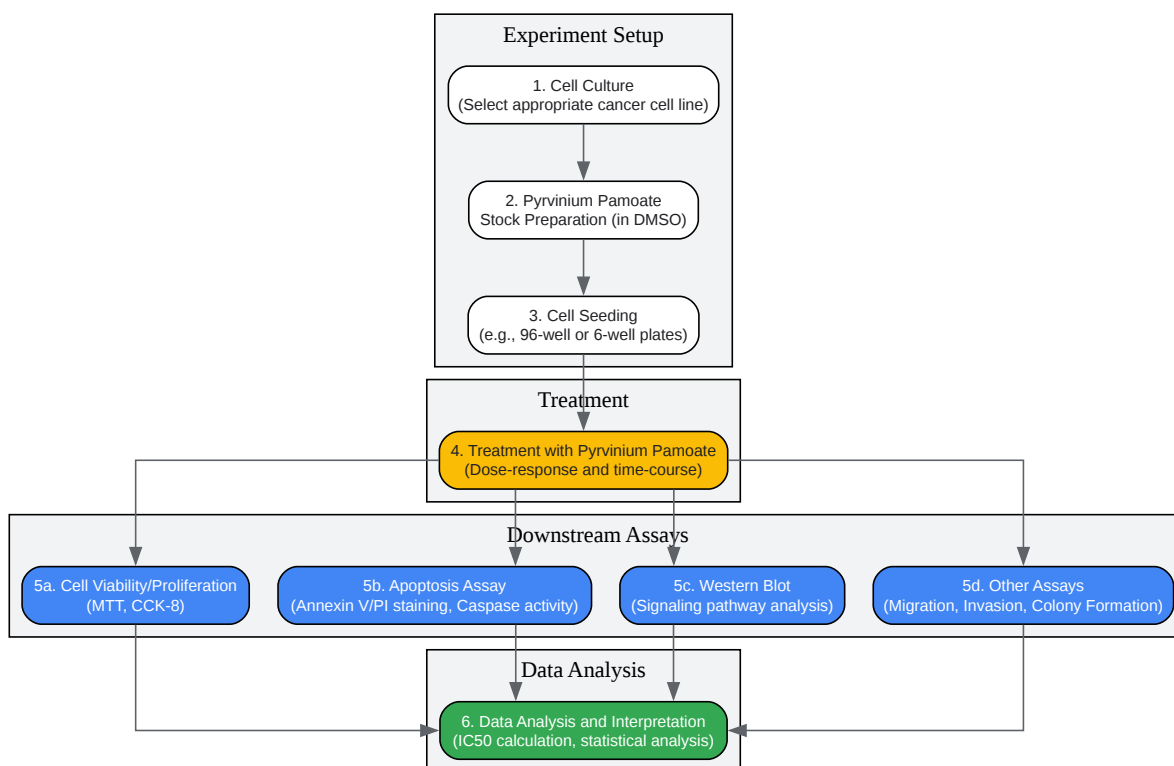 Experiment Setup
1. Cell Culture
(Select appropriate cancer cell line)
2. Pyrvinium Pamoate
Stock Preparation (in DMSO)
3. Cell Seeding
(e.g., 96-well or 6-well plates)
Treatment
4. Treatment with Pyrvinium Pamoate
(Dose-response and time-course)
Downstream Assays
5a. Cell Viability/Proliferation
(MTT, CCK-8)
5b. Apoptosis Assay
(Annexin V/PI staining, Caspase activity)
5c. Western Blot
(Signaling pathway analysis)
5d. Other Assays
(Migration, Invasion, Colony Formation)
Data Analysis
6. Data Analysis and Interpretation
(IC50 calculation, statistical analysis)